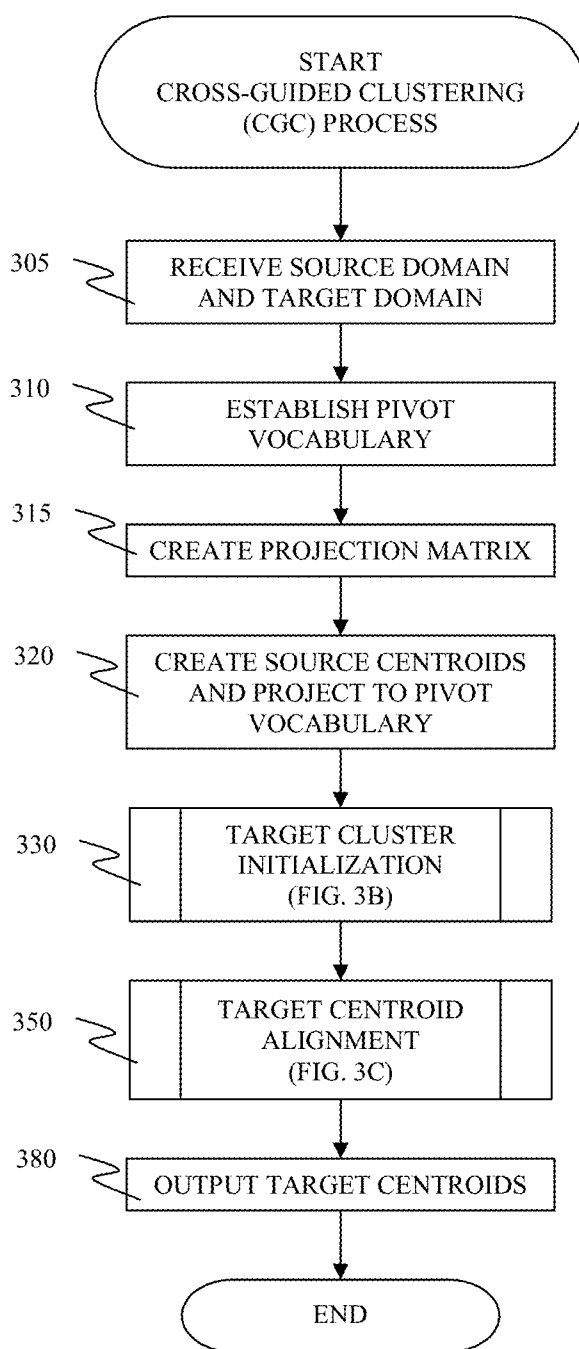 START
CROSS-GUIDED CLUSTERING
(CGC) PROCESS
305
RECEIVE SOURCE DOMAIN
AND TARGET DOMAIN
310
ESTABLISH PIVOT
VOCABULARY
315
CREATE PROJECTION MATRIX
320
CREATE SOURCE CENTROIDS
AND PROJECT TO PIVOT
VOCABULARY
330
TARGET CLUSTER
INITIALIZATION
(FIG. 3B)
350
TARGET CENTROID
ALIGNMENT
(FIG. 3C)
380
OUTPUT TARGET CENTROIDS
END